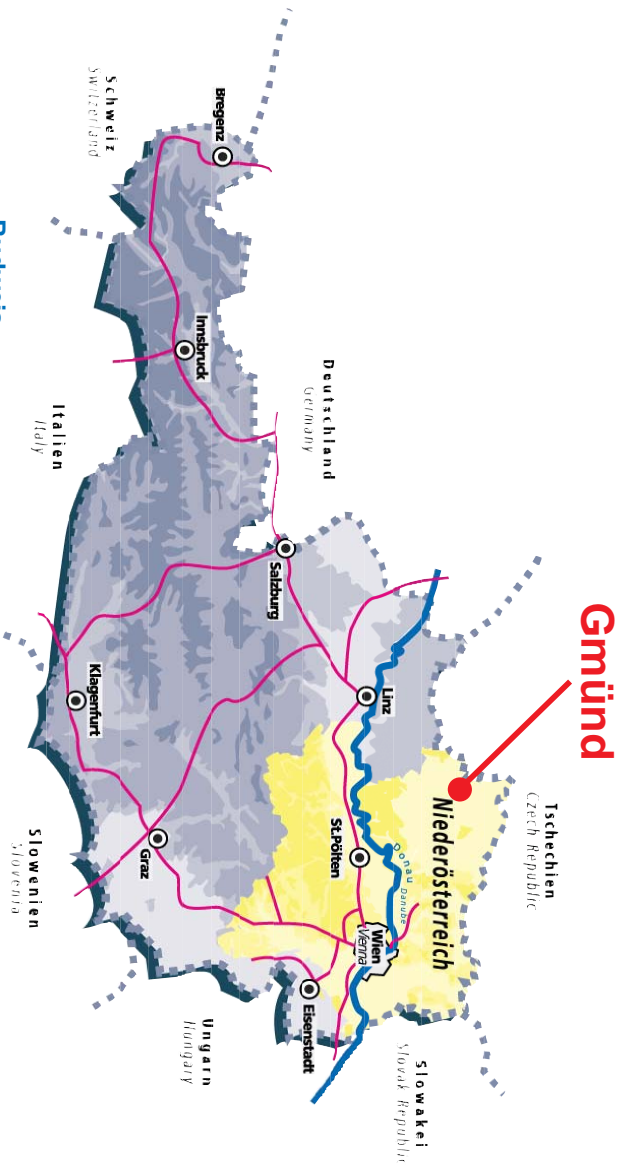 Gmünd
Tschechien
Czech Republic
Deutschland
Germany
Niederösterreich
Donau
Danube
Linz
St.Pölten
Wien
Vienna
Slowakei
Slovak Republic
Bregenz
Innsbruck
Salzburg
Eisenstadt
Schweiz
Switzerland
Klagenfurt
Graz
Ungarn
Hungary
Italien
Italy
Slowenien
Slovenia